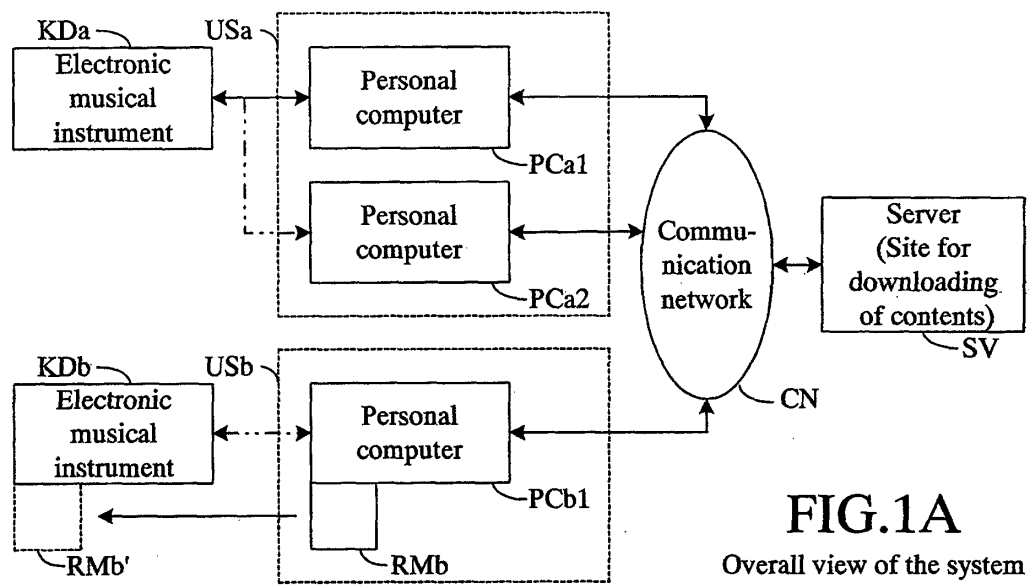 KDa
USa
Electronic
musical
instrument
Personal
computer
PCa1
Personal
computer
PCa2
Commu-
nication
network
CN
Server
(Site for
downloading
of contents)
SV
KDb
USb
Electronic
musical
instrument
Personal
computer
PCb1
RMb'
RMb
FIG.1A
Overall view of the system